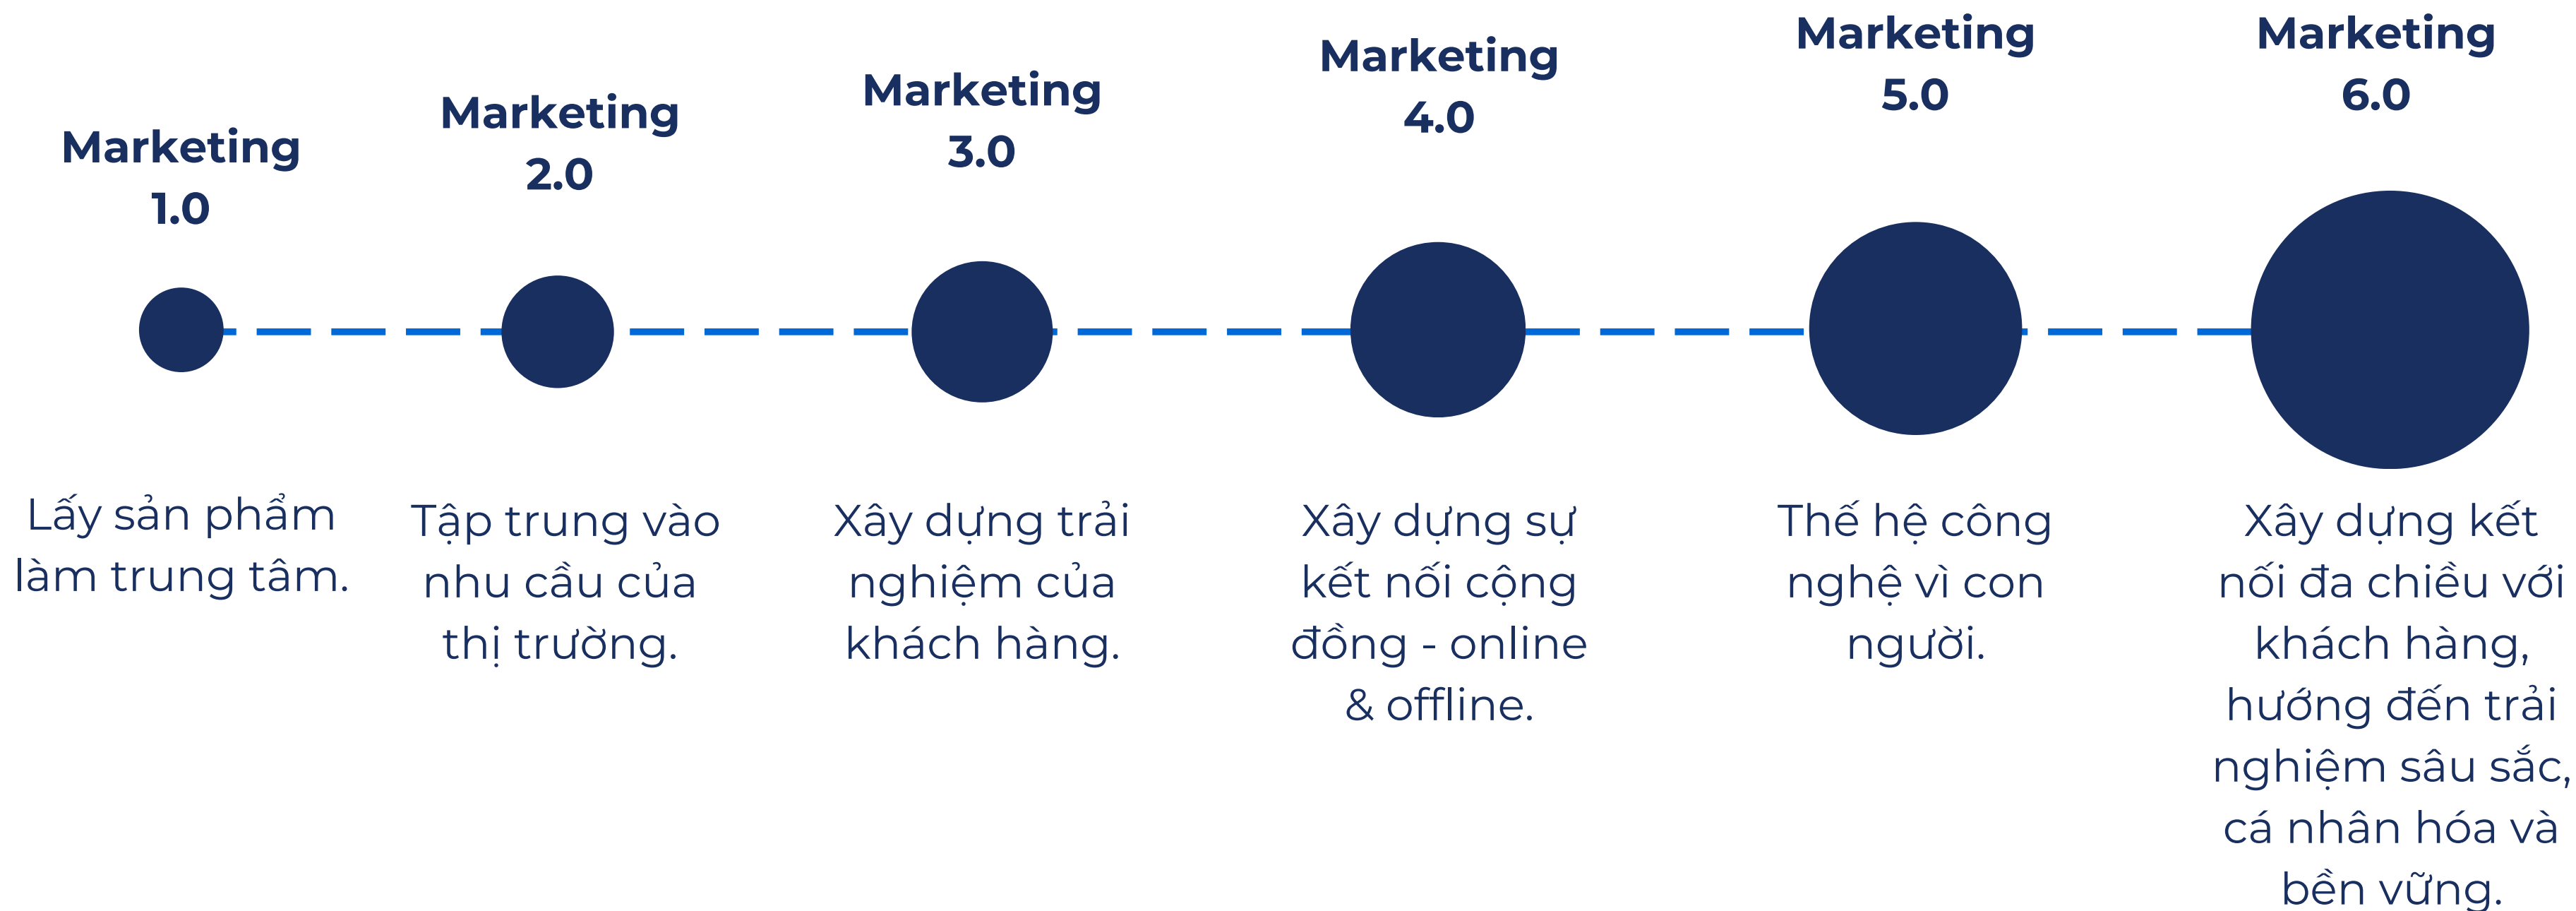 Marketing
1.0
Lấy sản phẩm
làm trung tâm.
Marketing
2.0
Tập trung vào
nhu cầu của
thị trường.
Marketing
3.0
Xây dựng trải
nghiệm của
khách hàng.
Marketing
4.0
Xây dựng sự
kết nối cộng
đồng - online
& offline.
Marketing
5.0
Thế hệ công
nghệ vì con
người.
Marketing
6.0
Xây dựng kết
nối đa chiều với
khách hàng,
hướng đến trải
nghiệm sâu sắc,
cá nhân hóa và
bền vững.